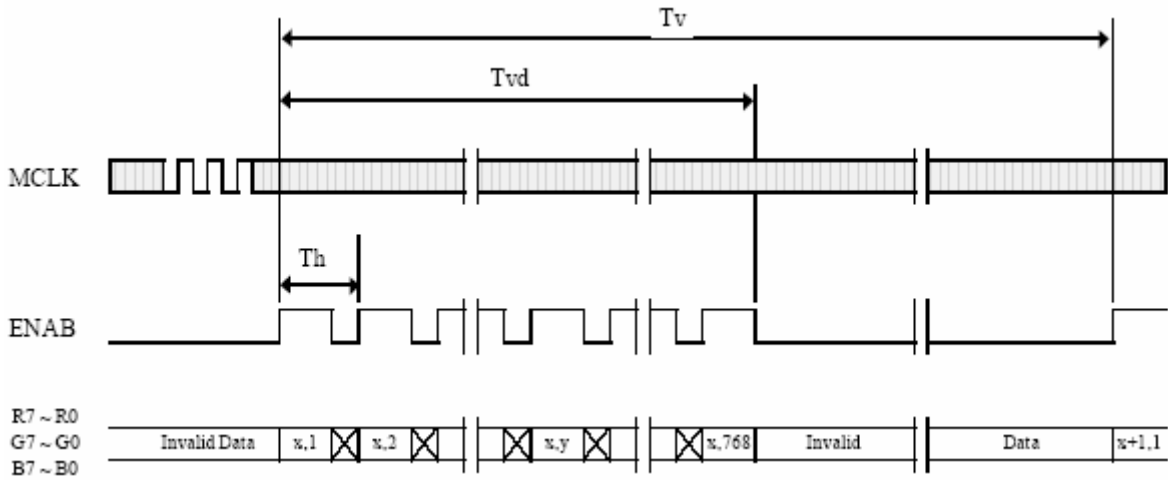 Tv
Tvd
MCLK
Th
ENAB
R7 ~ R0
G7 ~ G0 Invalid Data x,1 x,2 x,y x,768 Invalid Data x+1,1
B7 ~ B0